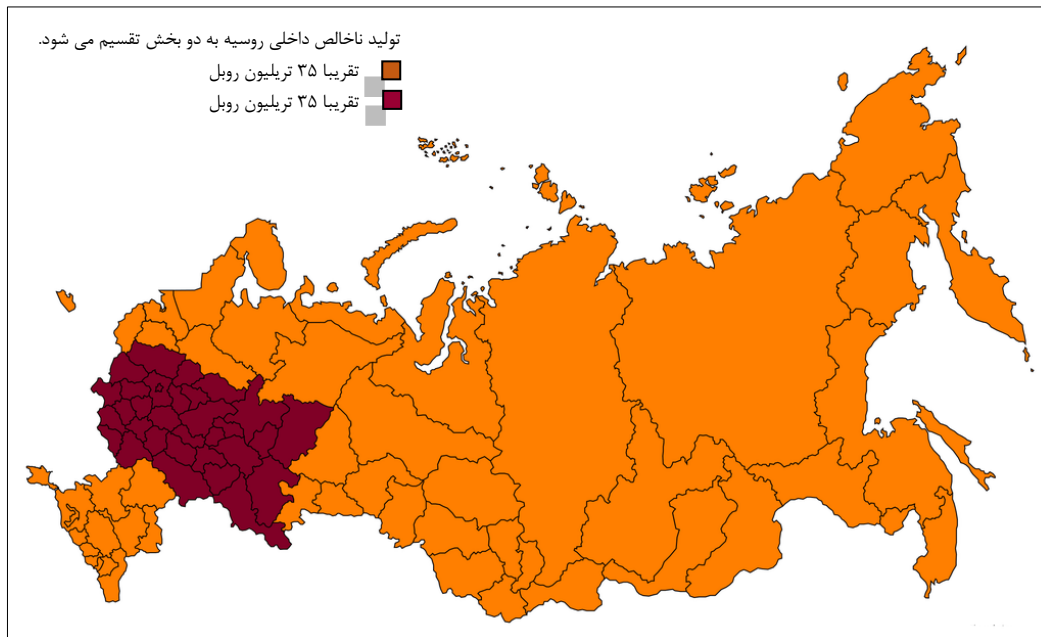 تولید ناخالص داخلی روسیه به دو بخش تقسیم می شود.
تقریبا ۳۵ تریلیون روبل
تقریبا ۳۵ تریلیون روبل